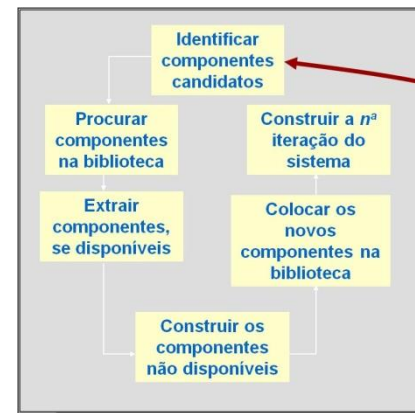 Identificar
componentes
candidatos
Procurar
componentes
na biblioteca
Extrair
componentes,
se disponíveis
Construir os
componentes
não disponíveis
Colocar os
novos
componentes na
biblioteca
Construir a nª
iteração do
sistema